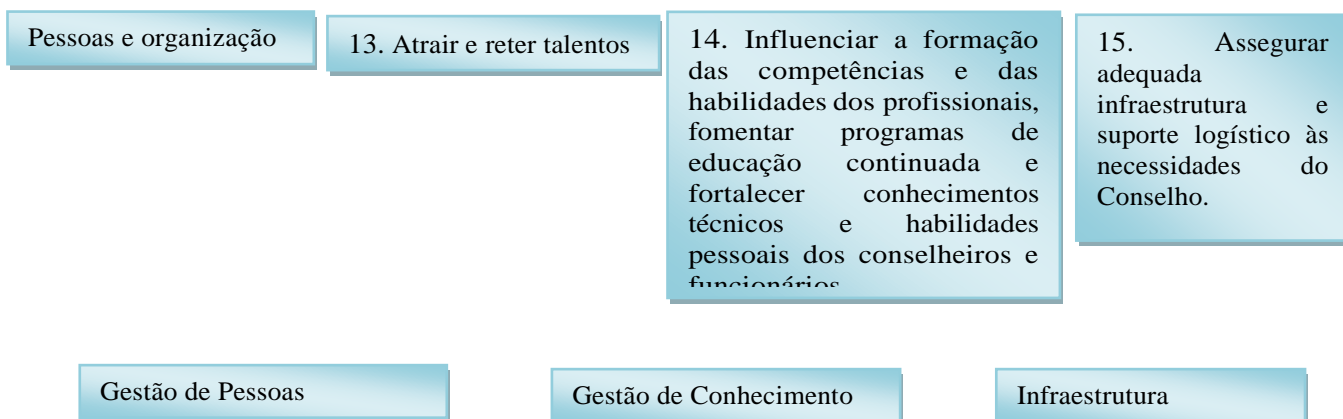 Pessoas e organização
13. Atrair e reter talentos
14. Influenciar a formação
das competências e das
habilidades dos profissionais,
fomentar programas de
educação continuada e
fortalecer conhecimentos
técnicos e habilidades
pessoais dos conselheiros e
funcionários
15. Assegurar
adequada
infraestrutura e
suporte logístico às
necessidades do
Conselho.
Gestão de Pessoas
Gestão de Conhecimento
Infraestrutura